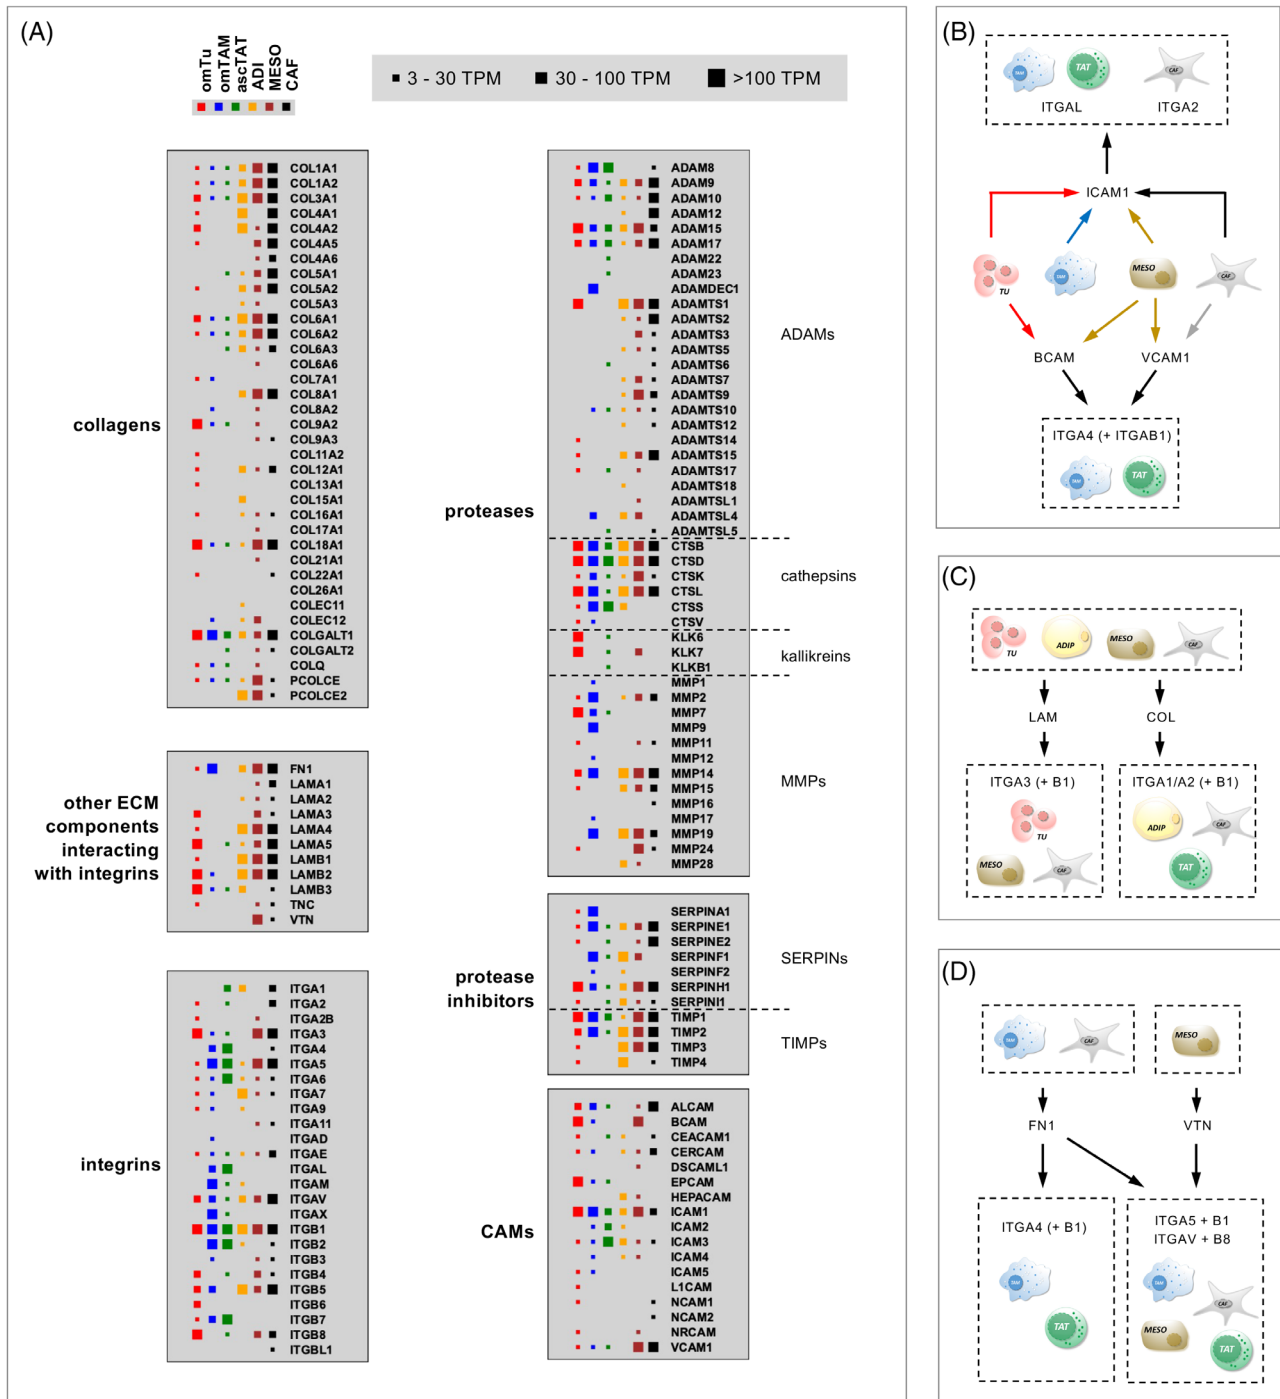 (A)
omTu
omTAM
ascTAT
ADI
MESO
CAF
3 - 30 TPM
30 - 100 TPM
>100 TPM
collagens
COL1A1
COL1A2
COL3A1
COL4A1
COL4A2
COL4A5
COL4A6
COL5A1
COL5A2
COL5A3
COL6A1
COL6A2
COL6A3
COL6A6
COL7A1
COL8A1
COL8A2
COL9A2
COL9A3
COL11A2
COL12A1
COL13A1
COL15A1
COL16A1
COL17A1
COL18A1
COL21A1
COL22A1
COL26A1
COLEC11
COLEC12
COLGALT1
COLGALT2
COLQ
PCOLCE
PCOLCE2
other ECM
components
interacting
with integrins
FN1
LAMA1
LAMA2
LAMA3
LAMA4
LAMA5
LAMB1
LAMB2
LAMB3
TNC
VTN
integrins
ITGA1
ITGA2
ITGA2B
ITGA3
ITGA4
ITGA5
ITGA6
ITGA7
ITGA9
ITGA11
ITGAD
ITGAE
ITGAL
ITGAM
ITGAV
ITGAX
ITGB1
ITGB2
ITGB3
ITGB4
ITGB5
ITGB6
ITGB7
ITGB8
ITGBL1
proteases
ADAM8
ADAM9
ADAM10
ADAM12
ADAM15
ADAM17
ADAM22
ADAM23
ADAMDEC1
ADAMTS1
ADAMTS2
ADAMTS3
ADAMTS5
ADAMTS6
ADAMTS7
ADAMTS9
ADAMTS10
ADAMTS12
ADAMTS14
ADAMTS15
ADAMTS17
ADAMTS18
ADAMTSL1
ADAMTSL4
ADAMTSL5
ADAMs
CTSB
CTSD
CTSK
CTSL
CTSS
CTSV
cathepsins
KLK6
KLK7
KLKB1
kallikreins
MMP1
MMP2
MMP7
MMP9
MMP11
MMP12
MMP14
MMP15
MMP16
MMP17
MMP19
MMP24
MMP28
MMPs
protease
inhibitors
SERPINA1
SERPINE1
SERPINE2
SERPINF1
SERPINF2
SERPINH1
SERPINI1
SERPINs
TIMP1
TIMP2
TIMP3
TIMP4
TIMPs
CAMs
ALCAM
BCAM
CEACAM1
CERCAM
DSCAML1
EPCAM
HEPACAM
ICAM1
ICAM2
ICAM3
ICAM4
ICAM5
L1CAM
NCAM1
NCAM2
NRCAM
VCAM1
(B)
TAM
TAT
CAF
ITGAL
ITGA2
ICAM1
TU
TAM
MESO
CAF
BCAM
VCAM1
ITGA4 (+ ITGAB1)
TAM
TAT
(C)
TU
ADIP
MESO
CAF
LAM
COL
ITGA3 (+ B1)
TU
MESO
CAF
ITGA1/A2 (+ B1)
ADIP
CAF
TAT
(D)
TAM
CAF
MESO
FN1
VTN
ITGA4 (+ B1)
TAM
TAT
ITGA5 + B1
ITGAV + B8
TAM
CAF
MESO
TAT